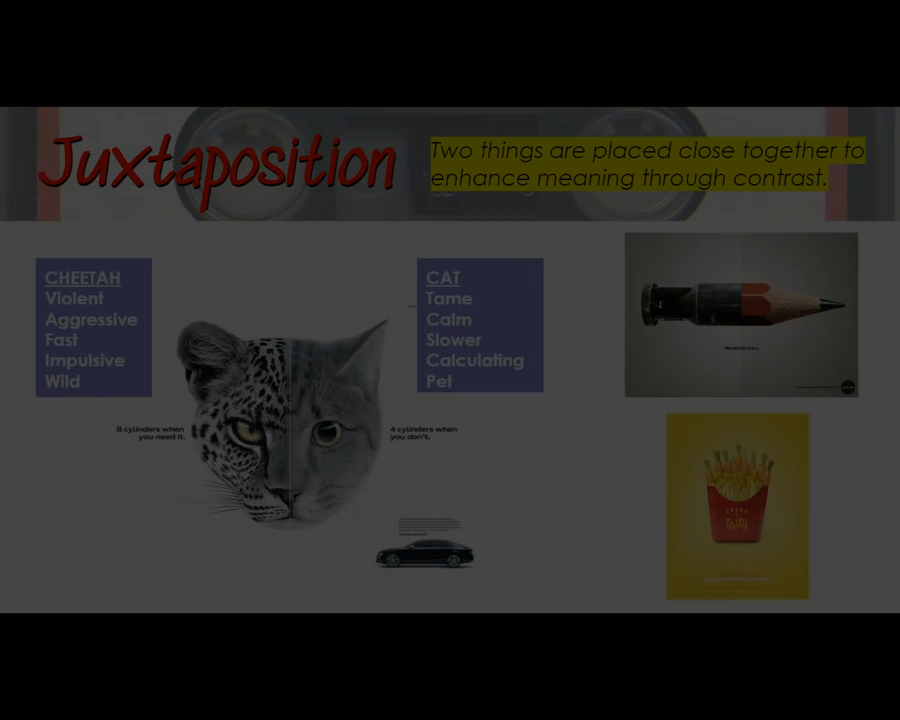 Juxtaposition
Two things are placed close together to
enhance meaning through contrast.
CHEETAH
Violent
Aggressive
Fast
Impulsive
Wild
CAT
Tame
Calm
Slower
Calculating
Pet
8 cylinders when
you need it.
4 cylinders when
you don't.
Tasty